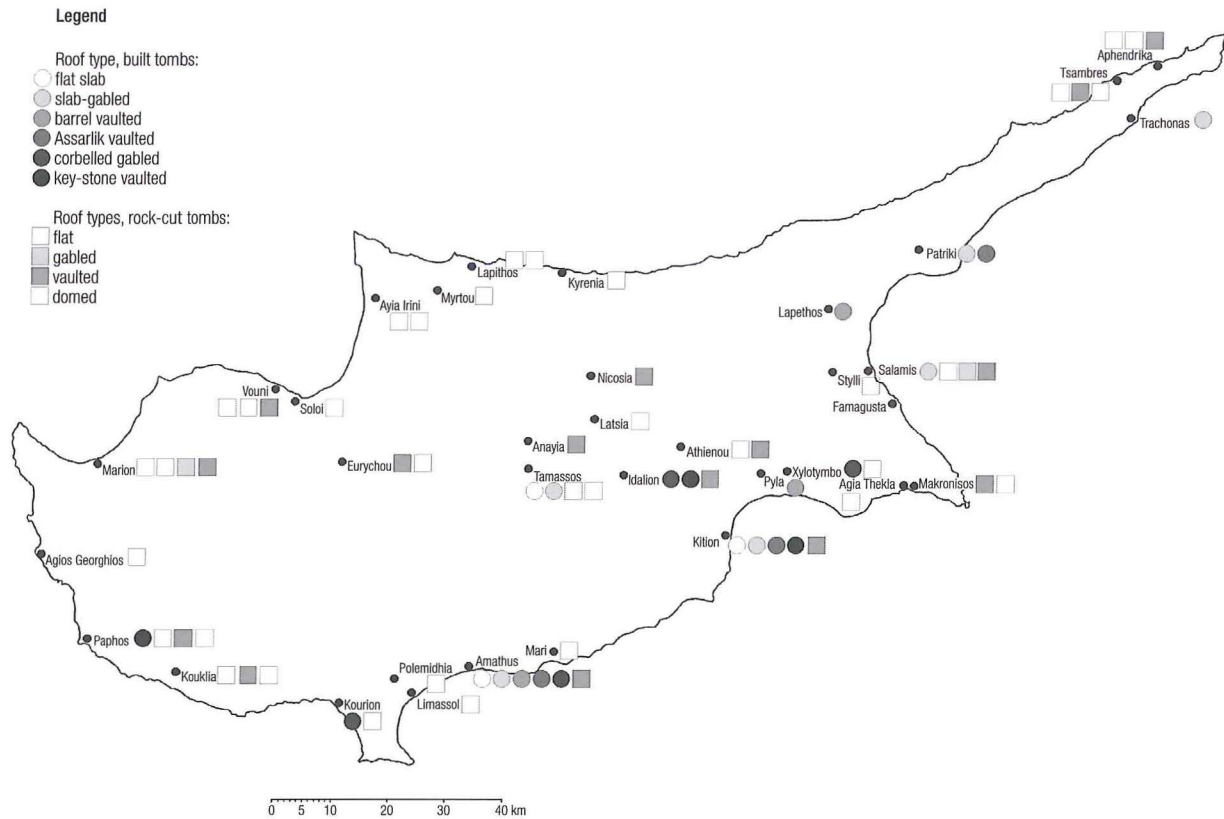 Legend
Roof type, built tombs:
flat slab
slab-gabled
barrel vaulted
Assarlik vaulted
corbelled gabled
key-stone vaulted
Roof types, rock-cut tombs:
flat
gabled
vaulted
domed
Aphendrika
Tsambres
Trachonas
Patriki
Lapithos
Kyrenia
Myrtou
Ayia Irini
Lapethos
Nicosia
Stylli
Salamis
Vouni
Soloi
Famagusta
Latsia
Anayia
Athienou
Marion
Eurychou
Tamassos
Idalion
Pyla
Xylotymbo
Agia Thekla
Makronisos
Kition
Agios Georghios
Paphos
Mari
Kouklia
Polemidhia
Amathus
Kourion
Limassol
0 5 10 20 30 40 km